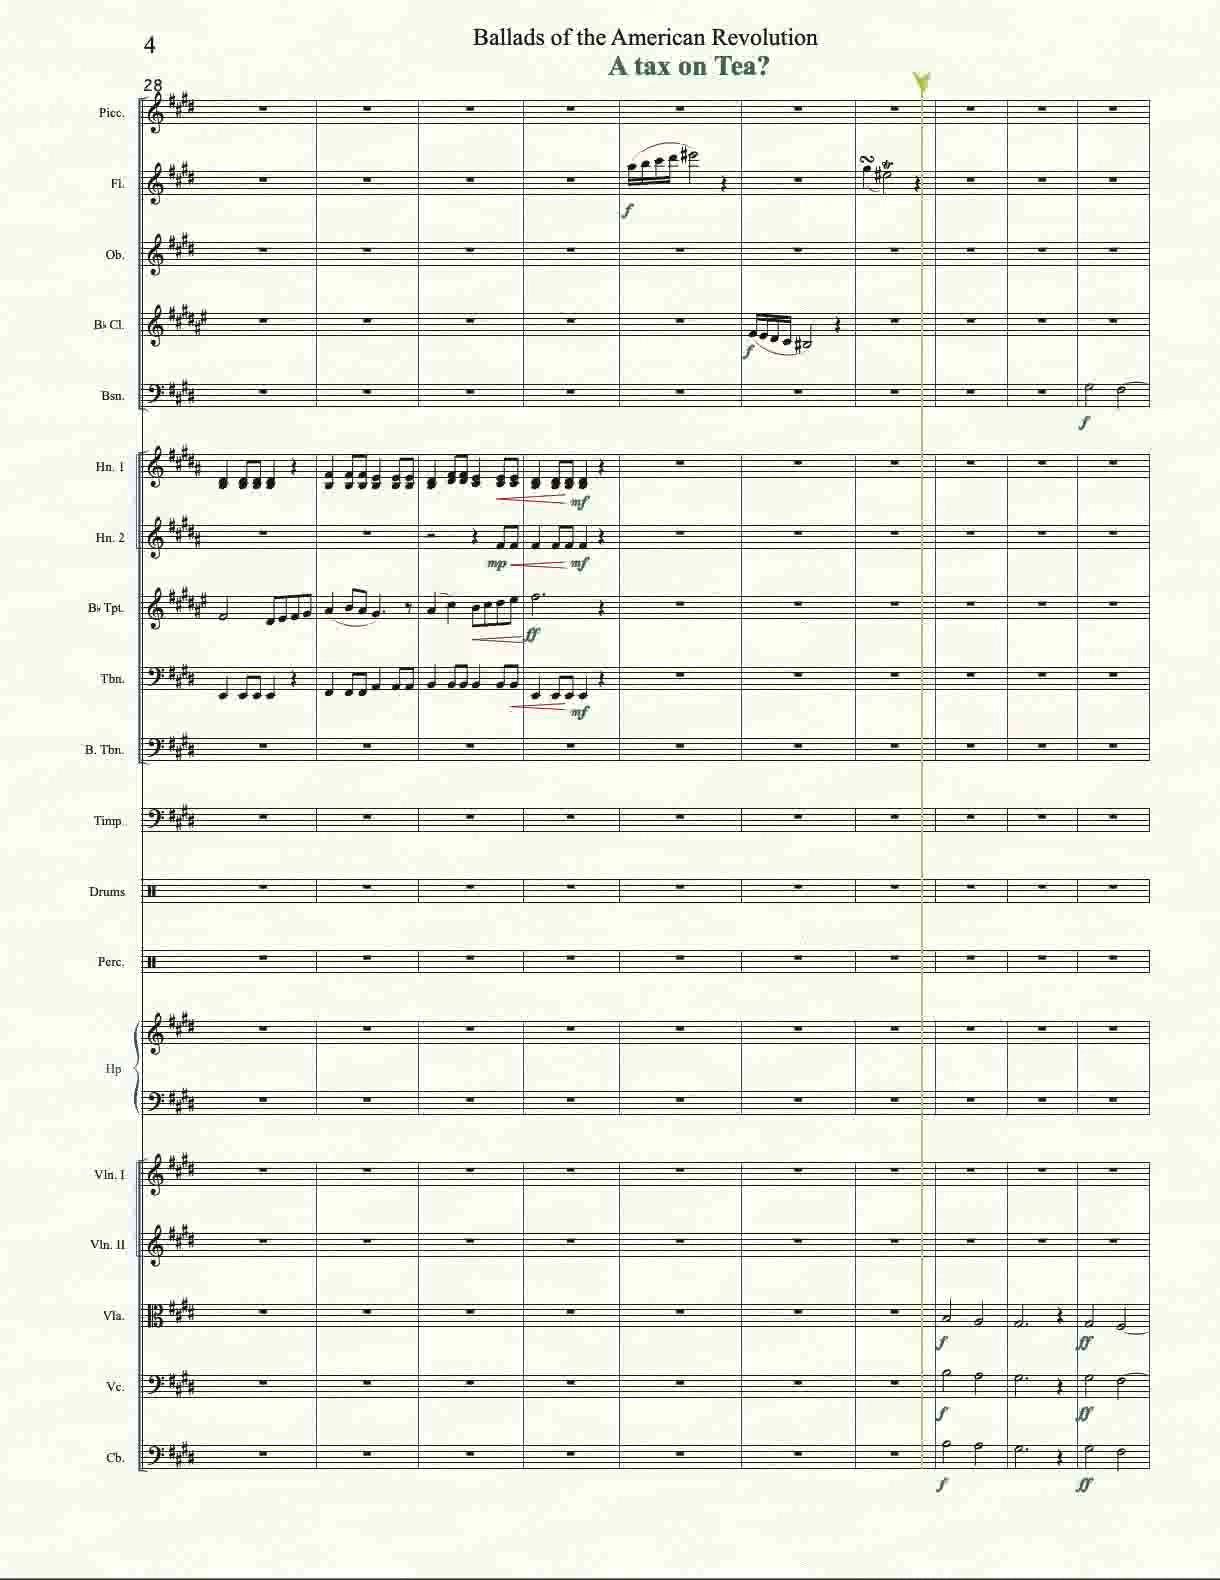 4
Ballads of the American Revolution
A tax on Tea?
28
Picc.
Fl.
f
Ob.
B♭ Cl.
f
Bsn.
f
Hn. 1
mf
Hn. 2
mp mf
B♭ Tpt.
ff
Tbn.
mf
B. Tbn.
Timp.
Drums
Perc.
Hp
Vln. I
Vln. II
Vla.
f ff
Vc.
f ff
Cb.
f ff